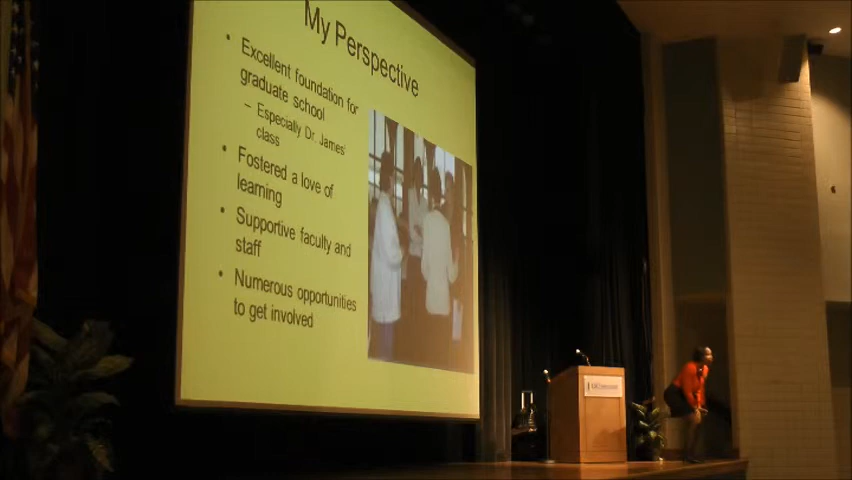 My Perspective
• Excellent foundation for
graduate school
– Especially Dr. James'
class
• Fostered a love of
learning
• Supportive faculty and
staff
• Numerous opportunities
to get involved